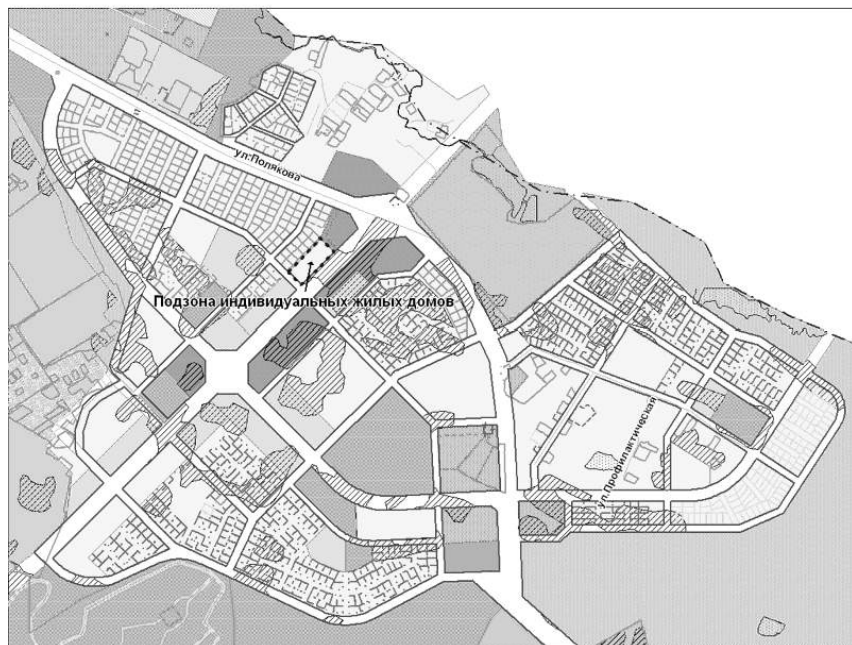 ул.Полякова
Подзона индивидуальных жилых домов
ул.Профилактическая